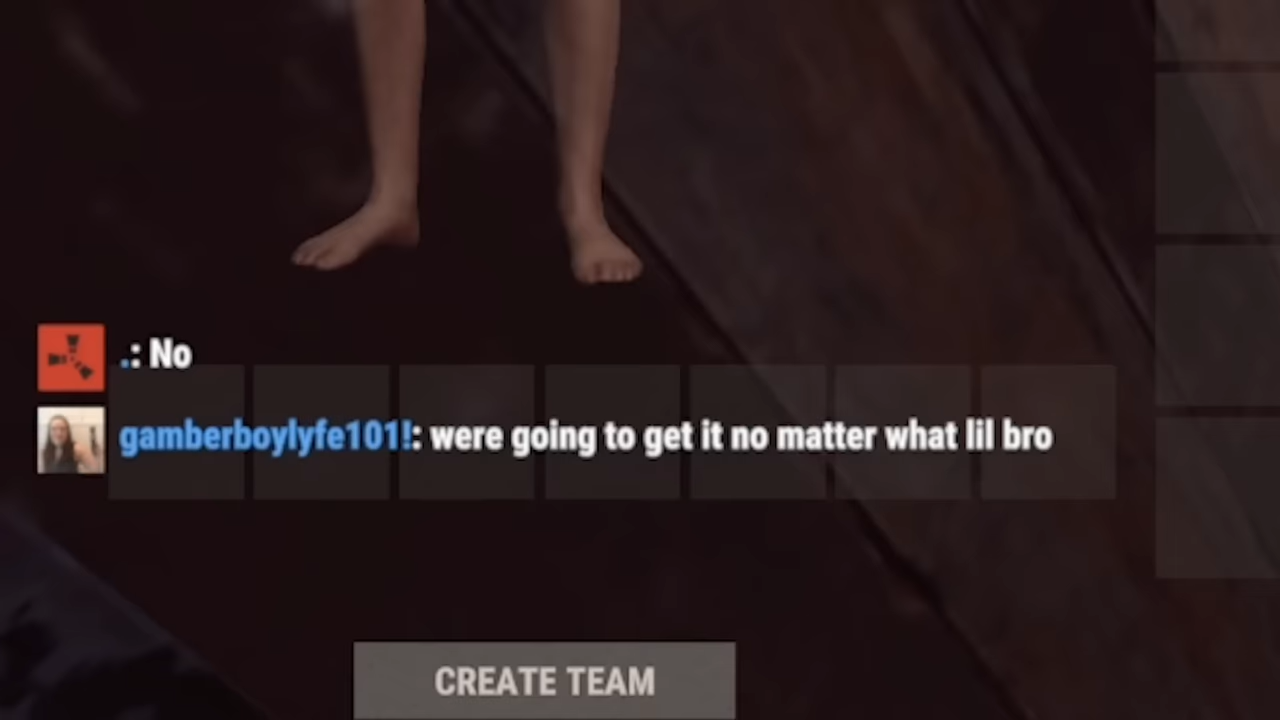 .: No
gamberboylyfe101!: were going to get it no matter what lil bro
CREATE TEAM